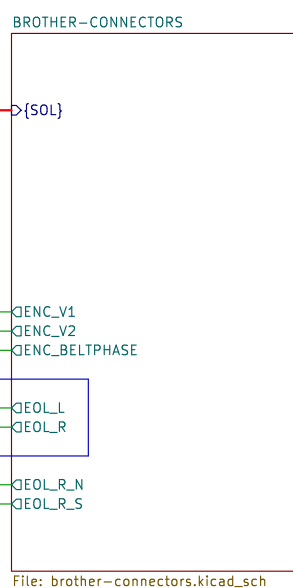 BROTHER-CONNECTORS
{SOL}
ENC_V1
ENC_V2
ENC_BELTPHASE
EOL_L
EOL_R
EOL_R_N
EOL_R_S
File: brother-connectors.kicad_sch